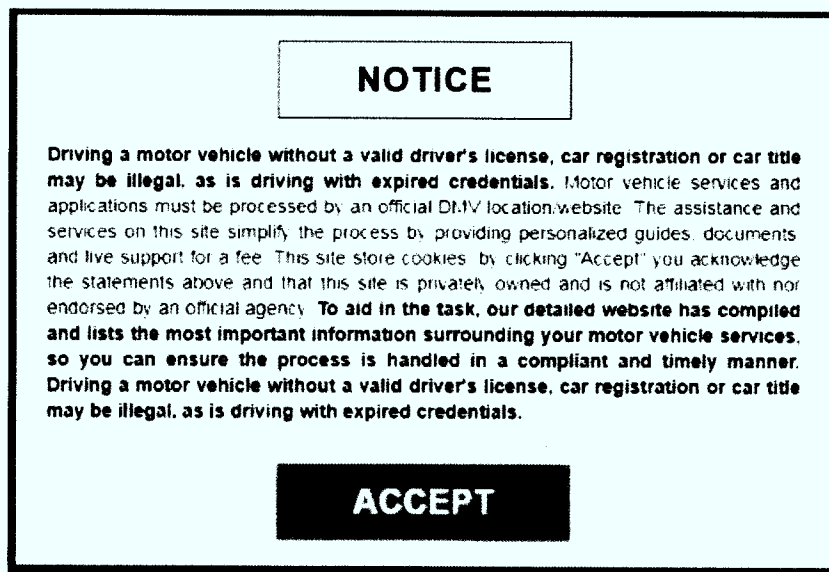 NOTICE
Driving a motor vehicle without a valid driver's license, car registration or car title
may be illegal, as is driving with expired credentials. Motor vehicle services and
applications must be processed by an official DMV location/website. The assistance and
services on this site simplify the process by providing personalized guides, documents
and live support for a fee. This site store cookies, by clicking "Accept" you acknowledge
the statements above and that this site is privately owned and is not affiliated with nor
endorsed by an official agency. To aid in the task, our detailed website has compiled
and lists the most important information surrounding your motor vehicle services,
so you can ensure the process is handled in a compliant and timely manner.
Driving a motor vehicle without a valid driver's license, car registration or car title
may be illegal, as is driving with expired credentials.
ACCEPT